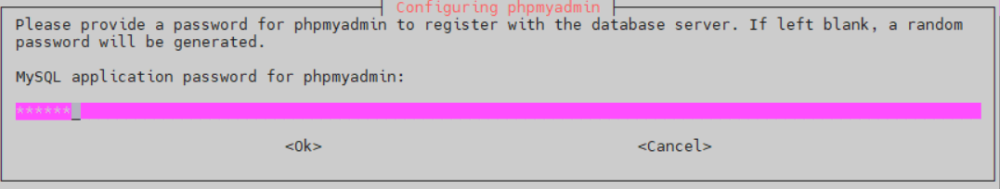 Configuring phpmyadmin
Please provide a password for phpmyadmin to register with the database server. If left blank, a random
password will be generated.
MySQL application password for phpmyadmin:
******_
<Ok> <Cancel>